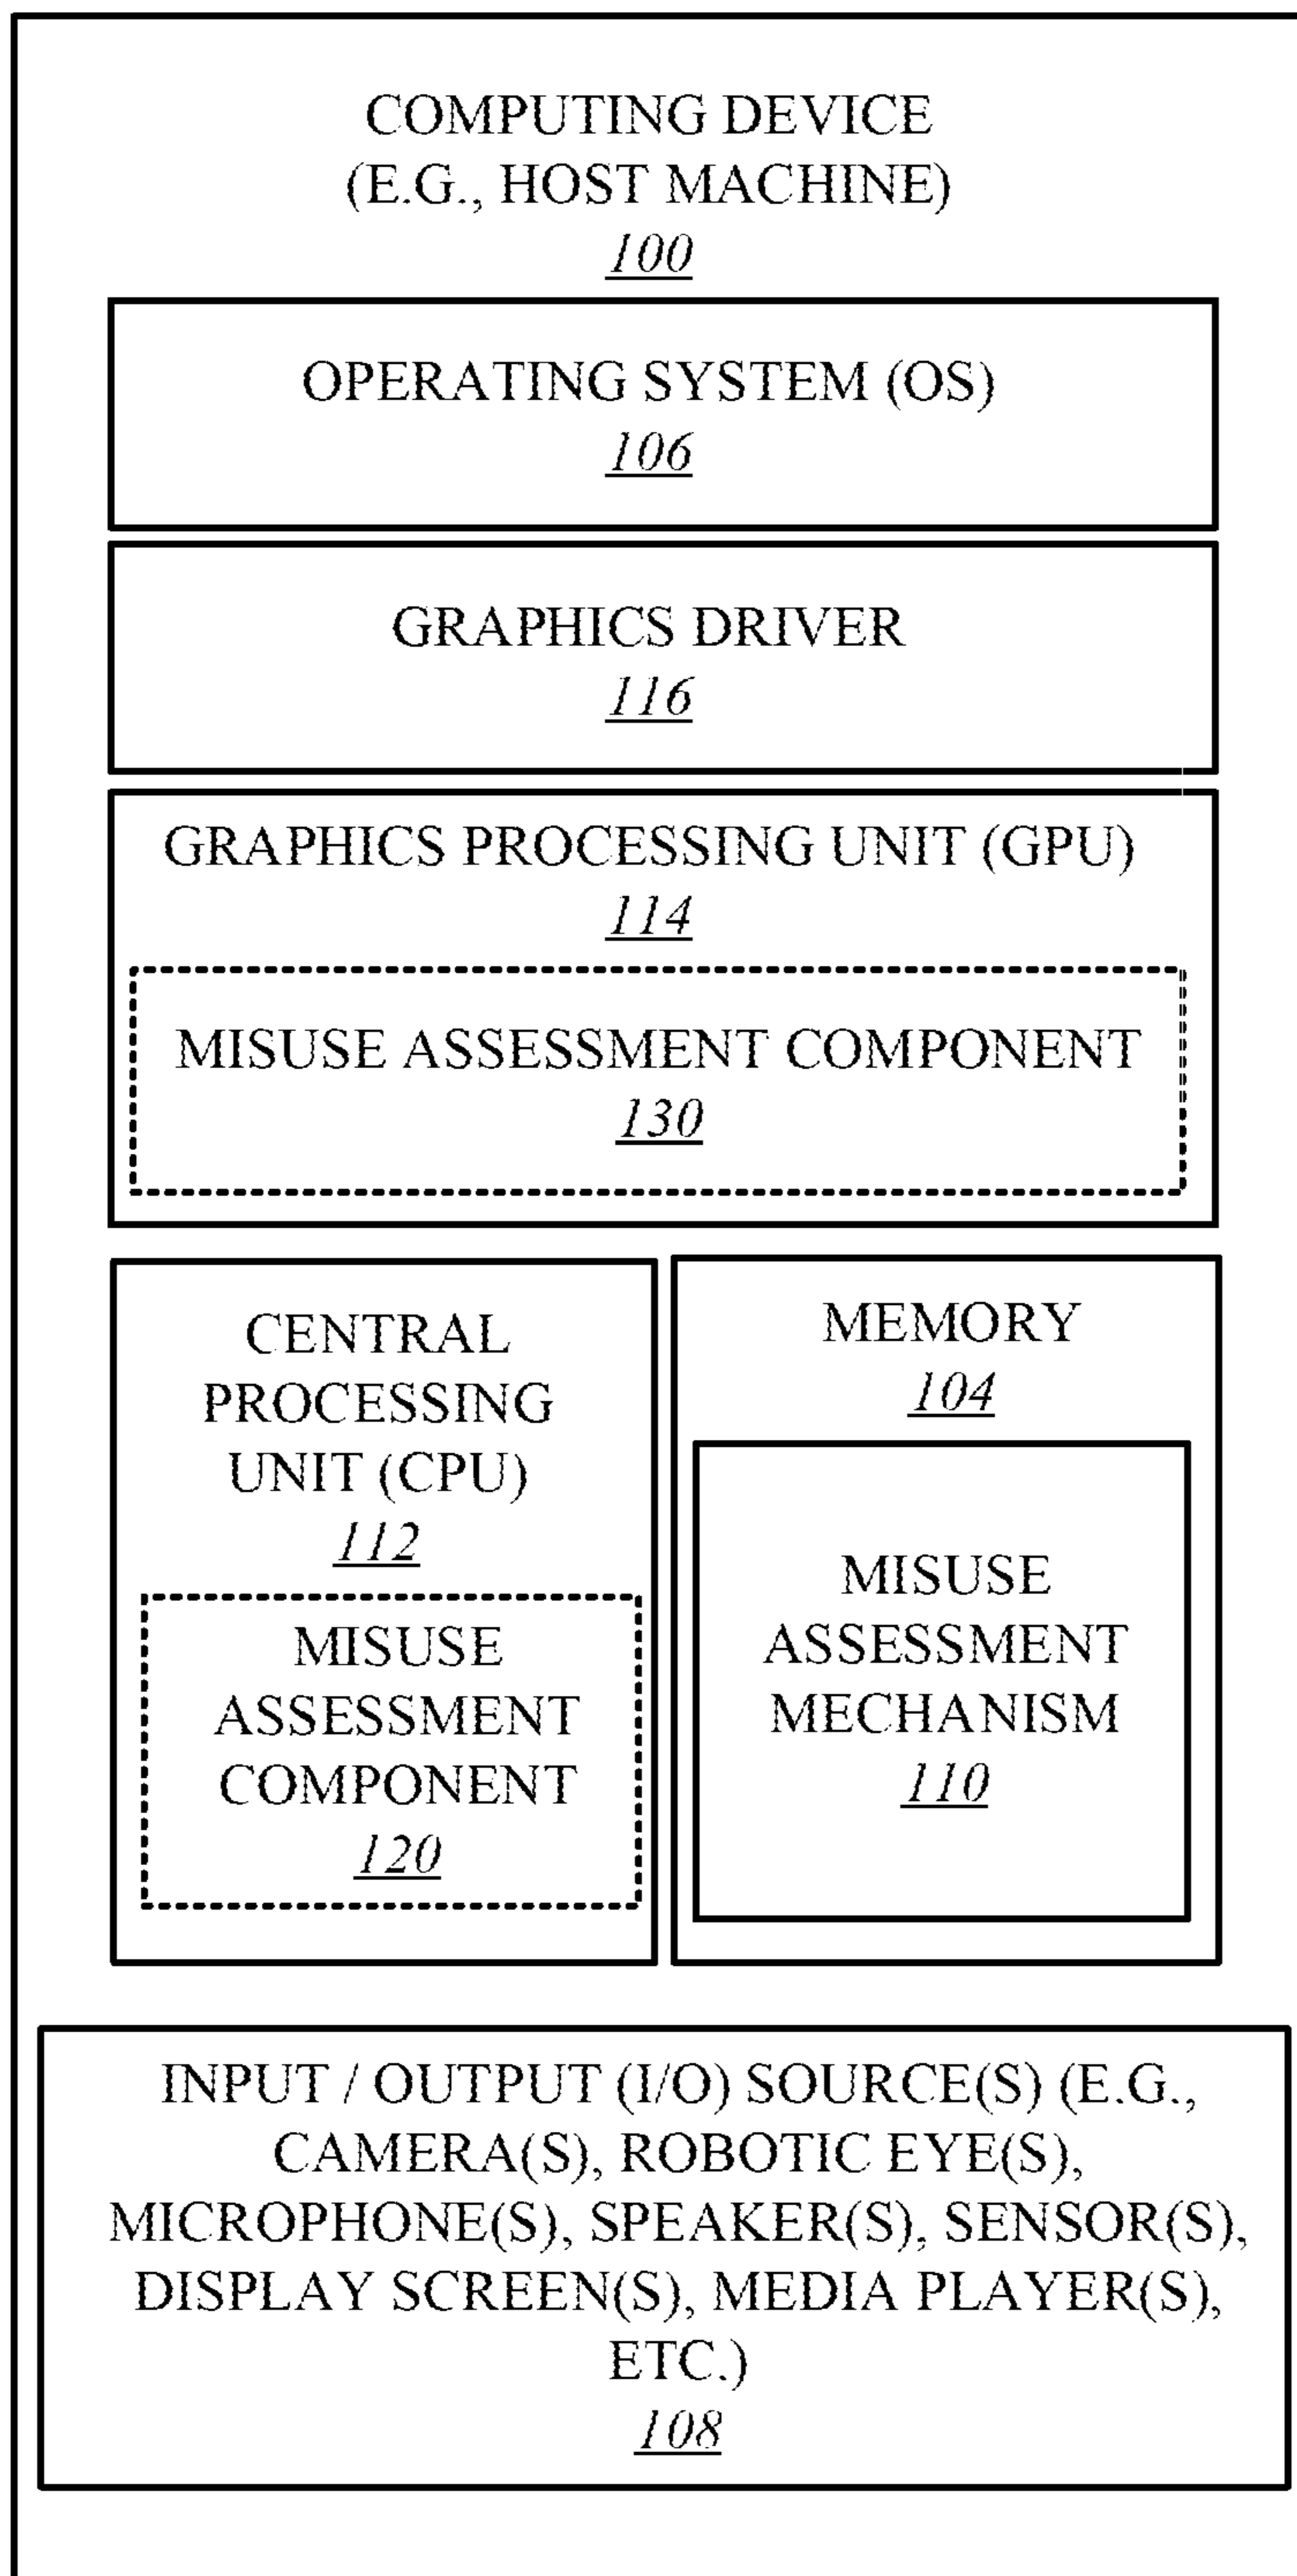 COMPUTING DEVICE
(E.G., HOST MACHINE)
100
OPERATING SYSTEM (OS)
106
GRAPHICS DRIVER
116
GRAPHICS PROCESSING UNIT (GPU)
114
MISUSE ASSESSMENT COMPONENT
130
CENTRAL
PROCESSING
UNIT (CPU)
112
MISUSE
ASSESSMENT
COMPONENT
120
MEMORY
104
MISUSE
ASSESSMENT
MECHANISM
110
INPUT / OUTPUT (I/O) SOURCE(S) (E.G.,
CAMERA(S), ROBOTIC EYE(S),
MICROPHONE(S), SPEAKER(S), SENSOR(S),
DISPLAY SCREEN(S), MEDIA PLAYER(S),
ETC.)
108